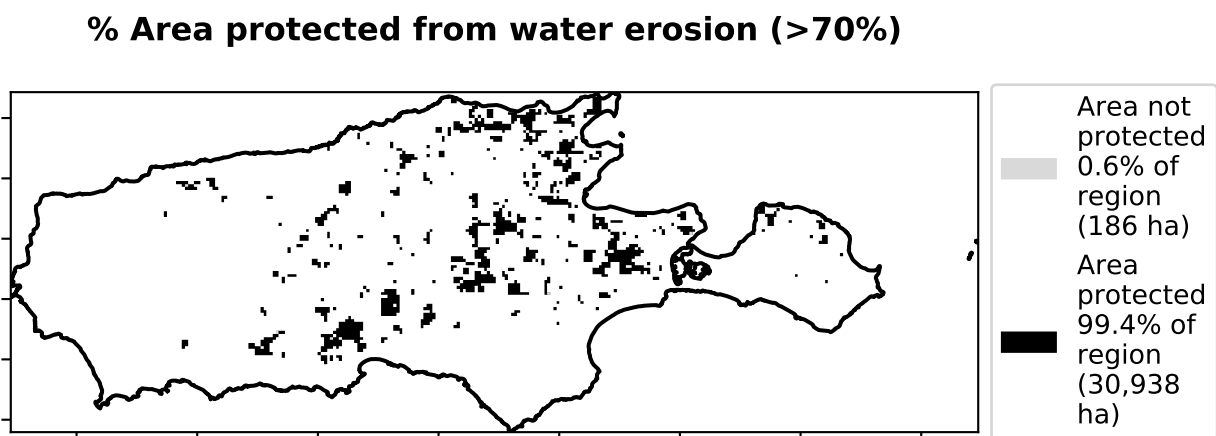 % Area protected from water erosion (>70%)
Area not
protected
0.6% of
region
(186 ha)
Area
protected
99.4% of
region
(30,938
ha)